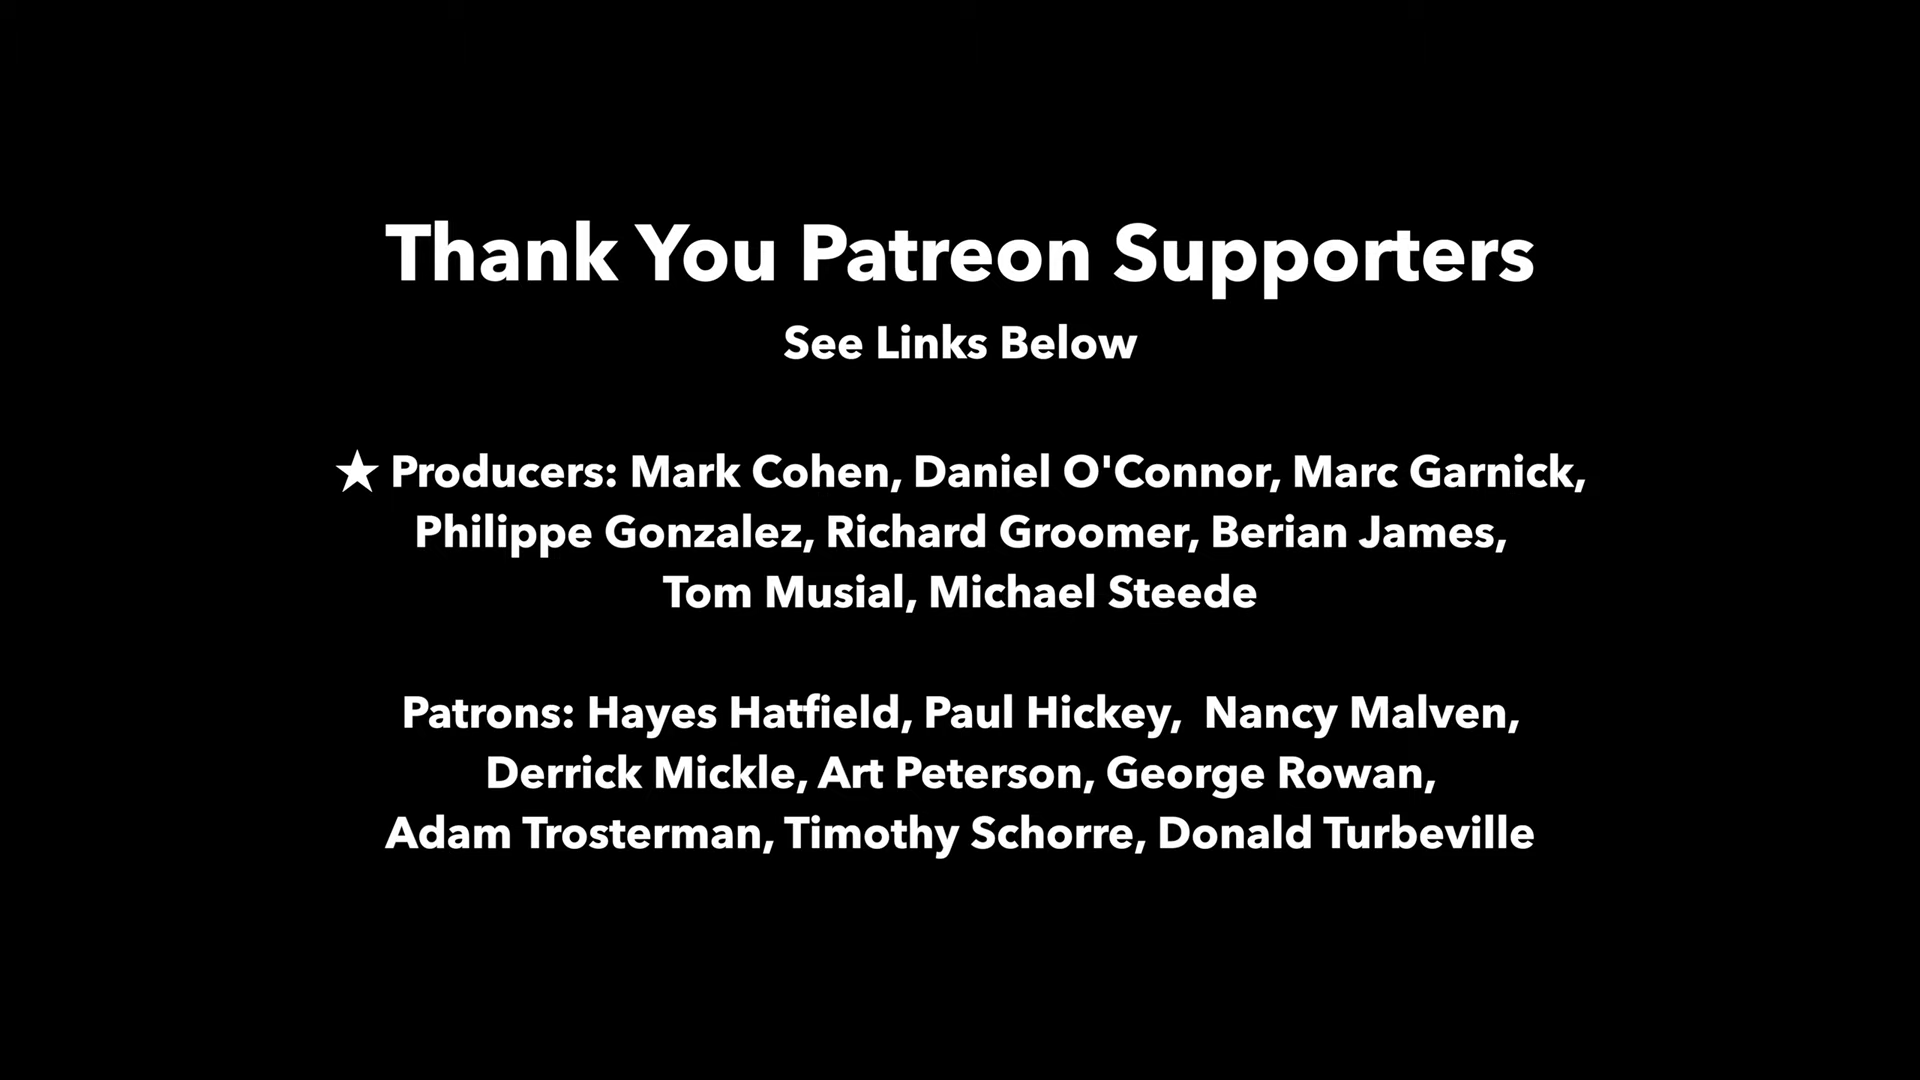 Thank You Patreon Supporters
See Links Below
★ Producers: Mark Cohen, Daniel O'Connor, Marc Garnick,
Philippe Gonzalez, Richard Groomer, Berian James,
Tom Musial, Michael Steede
Patrons: Hayes Hatfield, Paul Hickey,  Nancy Malven,
Derrick Mickle, Art Peterson, George Rowan,
Adam Trosterman, Timothy Schorre, Donald Turbeville